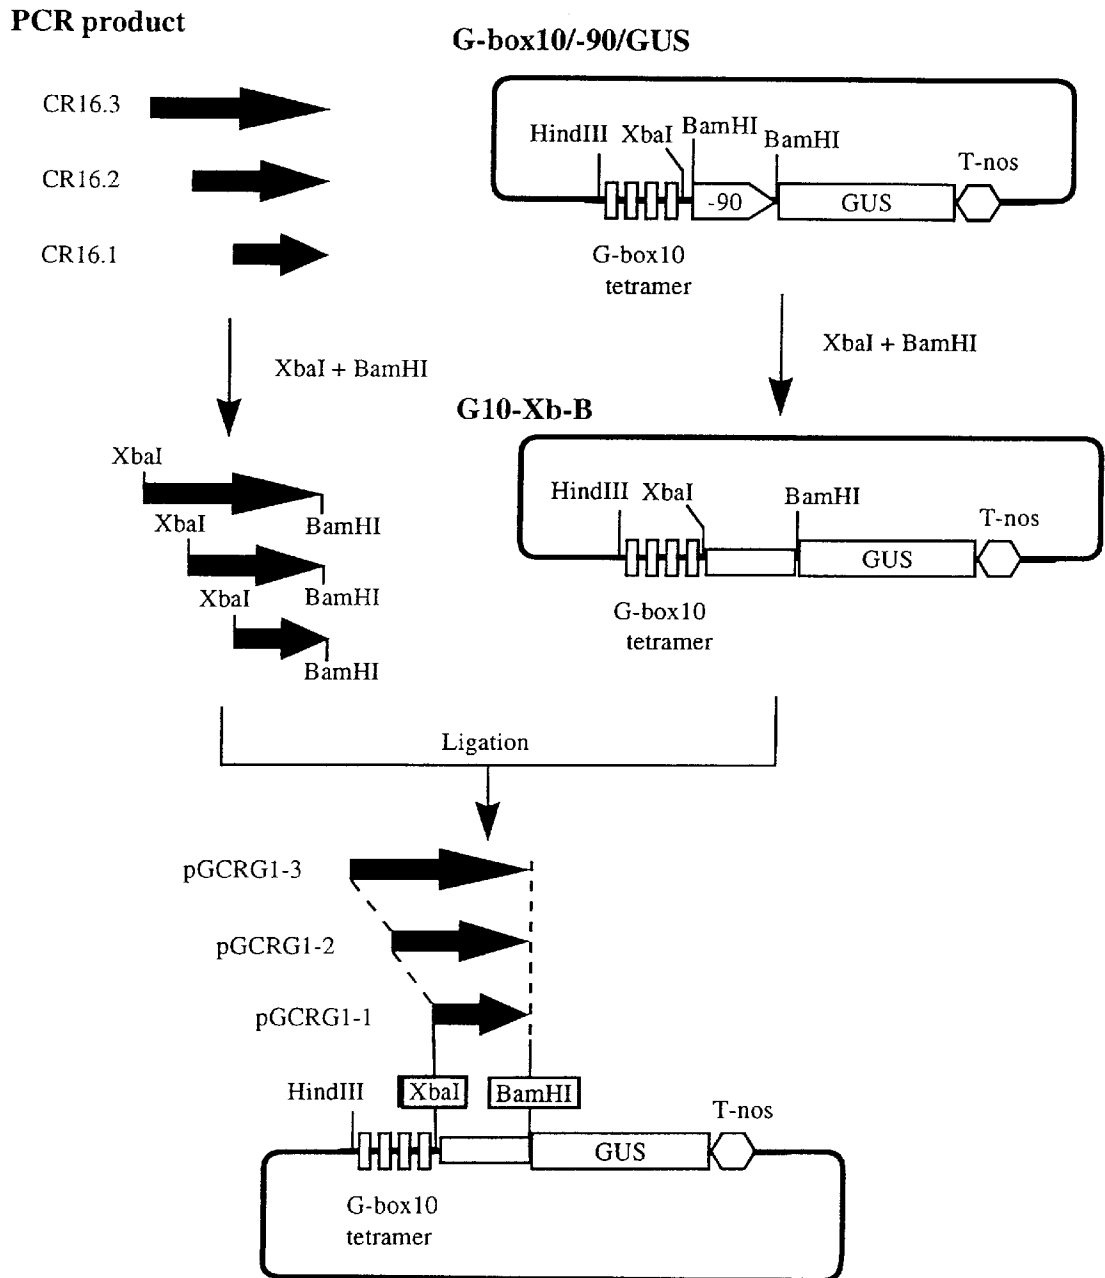 PCR product
G-box10/-90/GUS
CR16.3
CR16.2
CR16.1
HindIII
XbaI
BamHI
BamHI
T-nos
-90
GUS
G-box10
tetramer
XbaI + BamHI
XbaI + BamHI
G10-Xb-B
XbaI
BamHI
XbaI
BamHI
XbaI
BamHI
HindIII
XbaI
BamHI
T-nos
GUS
G-box10
tetramer
Ligation
pGCRG1-3
pGCRG1-2
pGCRG1-1
HindIII
XbaI
BamHI
T-nos
GUS
G-box10
tetramer